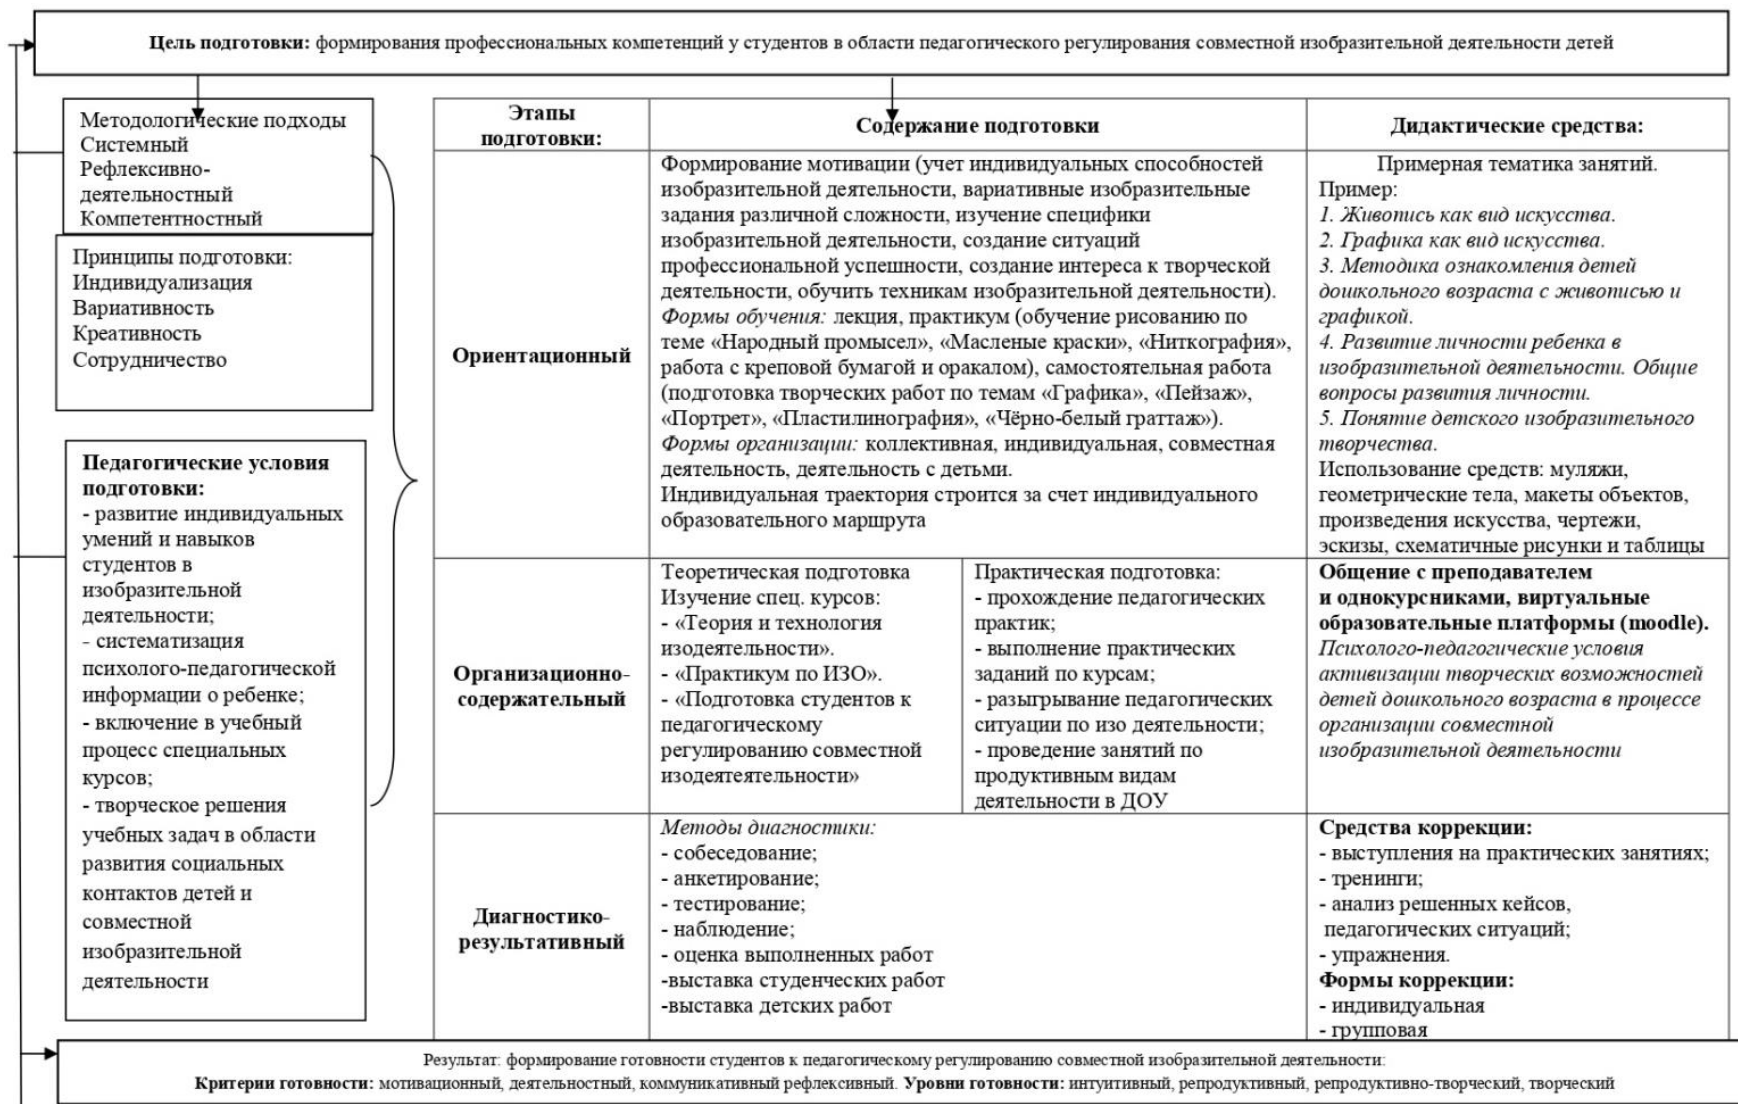 Цель подготовки: формирования профессиональных компетенций у студентов в области педагогического регулирования совместной изобразительной деятельности детей
Методологические подходы
Системный
Рефлексивно-
деятельностный
Компетентностный
Принципы подготовки:
Индивидуализация
Вариативность
Креативность
Сотрудничество
Педагогические условия
подготовки:
- развитие индивидуальных
умений и навыков
студентов в
изобразительной
деятельности;
- систематизация
психолого-педагогической
информации о ребенке;
- включение в учебный
процесс специальных
курсов;
- творческое решения
учебных задач в области
развития социальных
контактов детей и
совместной
изобразительной
деятельности
Этапы
подготовки:
Содержание подготовки
Дидактические средства:
Ориентационный
Формирование мотивации (учет индивидуальных способностей
изобразительной деятельности, вариативные изобразительные
задания различной сложности, изучение специфики
изобразительной деятельности, создание ситуаций
профессиональной успешности, создание интереса к творческой
деятельности, обучить техникам изобразительной деятельности).
Формы обучения: лекция, практикум (обучение рисованию по
теме «Народный промысел», «Масленые краски», «Ниткография»,
работа с креповой бумагой и оракалом), самостоятельная работа
(подготовка творческих работ по темам «Графика», «Пейзаж»,
«Портрет», «Пластилинография», «Чёрно-белый граттаж»).
Формы организации: коллективная, индивидуальная, совместная
деятельность, деятельность с детьми.
Индивидуальная траектория строится за счет индивидуального
образовательного маршрута
Примерная тематика занятий.
Пример:
1. Живопись как вид искусства.
2. Графика как вид искусства.
3. Методика ознакомления детей
дошкольного возраста с живописью и
графикой.
4. Развитие личности ребенка в
изобразительной деятельности. Общие
вопросы развития личности.
5. Понятие детского изобразительного
творчества.
Использование средств: муляжи,
геометрические тела, макеты объектов,
произведения искусства, чертежи,
эскизы, схематичные рисунки и таблицы
Организационно-
содержательный
Теоретическая подготовка
Изучение спец. курсов:
- «Теория и технология
изодеятельности».
- «Практикум по ИЗО».
- «Подготовка студентов к
педагогическому
регулированию совместной
изодеятеятельности»
Практическая подготовка:
- прохождение педагогических
практик;
- выполнение практических
заданий по курсам;
- разыгрывание педагогических
ситуации по изо деятельности;
- проведение занятий по
продуктивным видам
деятельности в ДОУ
Общение с преподавателем
и однокурсниками, виртуальные
образовательные платформы (moodle).
Психолого-педагогические условия
активизации творческих возможностей
детей дошкольного возраста в процессе
организации совместной
изобразительной деятельности
Диагностико-
результативный
Методы диагностики:
- собеседование;
- анкетирование;
- тестирование;
- наблюдение;
- оценка выполненных работ
-выставка студенческих работ
-выставка детских работ
Средства коррекции:
- выступления на практических занятиях;
- тренинги;
- анализ решенных кейсов,
педагогических ситуаций;
- упражнения.
Формы коррекции:
- индивидуальная
- групповая
Результат: формирование готовности студентов к педагогическому регулированию совместной изобразительной деятельности:
Критерии готовности: мотивационный, деятельностный, коммуникативный рефлексивный. Уровни готовности: интуитивный, репродуктивный, репродуктивно-творческий, творческий